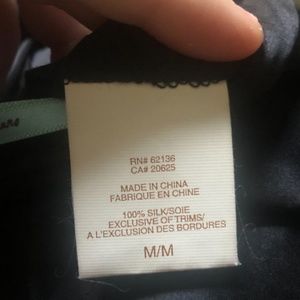 RN# 62136
CA# 20625
MADE IN CHINA
FABRIQUE EN CHINE
100% SILK/SOIE
EXCLUSIVE OF TRIMS/
A L'EXCLUSION DES BORDURES
M/M